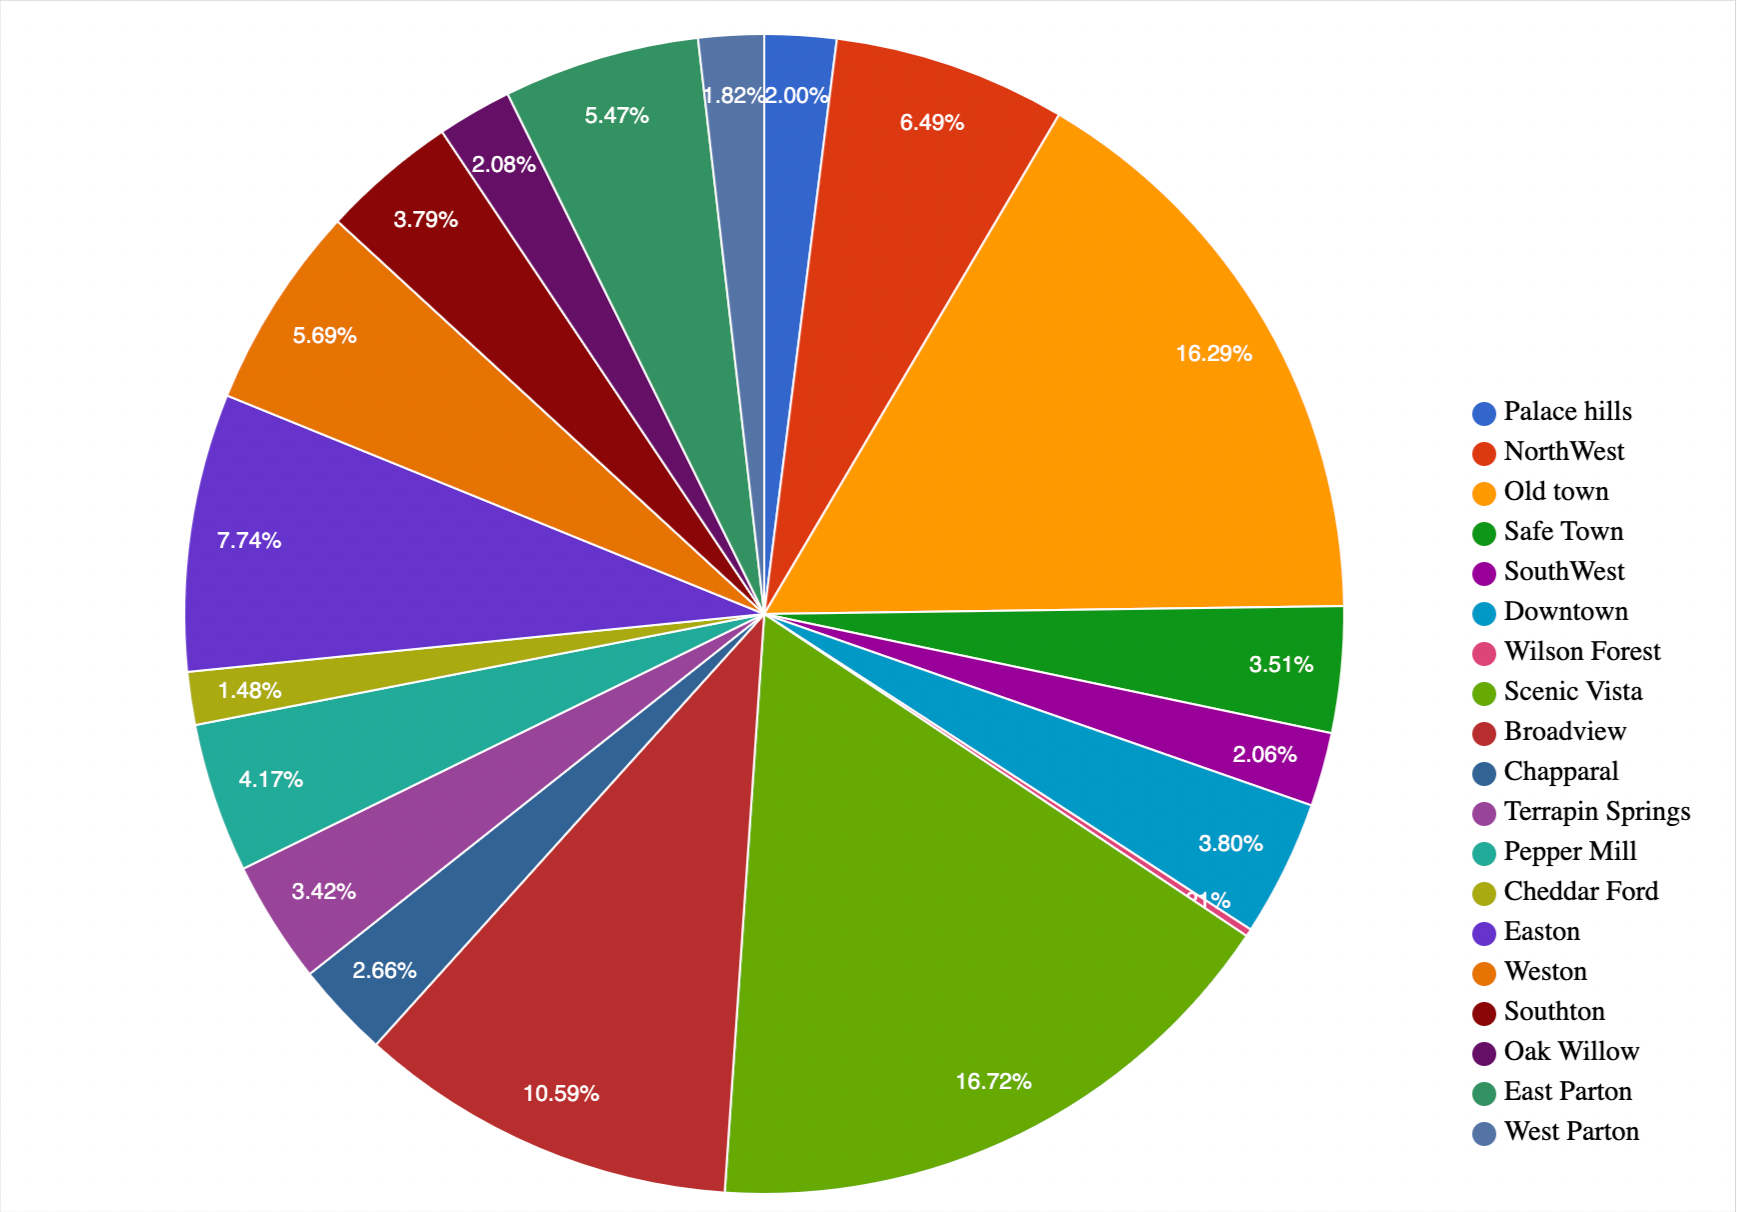 1.82%
2.00%
6.49%
16.29%
3.51%
2.06%
3.80%
16.72%
10.59%
2.66%
3.42%
4.17%
1.48%
7.74%
5.69%
3.79%
2.08%
5.47%
Palace hills
NorthWest
Old town
Safe Town
SouthWest
Downtown
Wilson Forest
Scenic Vista
Broadview
Chapparal
Terrapin Springs
Pepper Mill
Cheddar Ford
Easton
Weston
Southton
Oak Willow
East Parton
West Parton